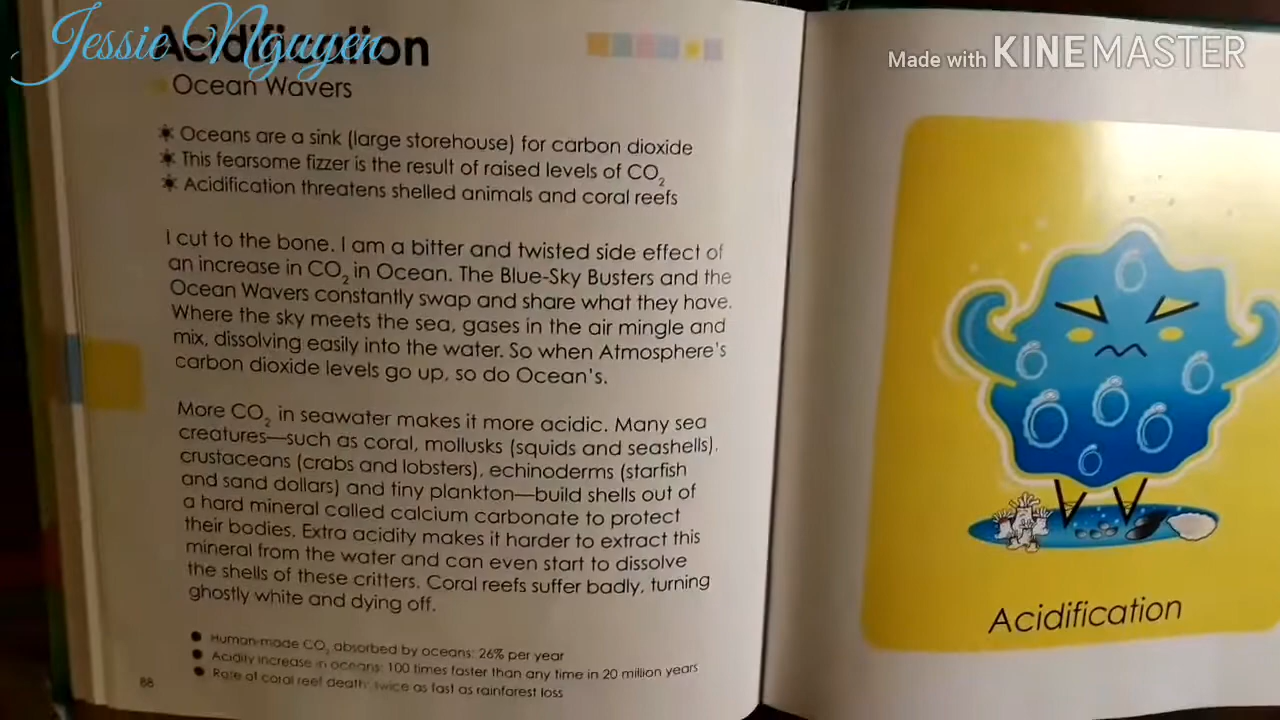 Jessie Nguyen
Made with KINEMASTER
Acidification
Ocean Wavers
✷ Oceans are a sink (large storehouse) for carbon dioxide
✷ This fearsome fizzer is the result of raised levels of CO₂
✷ Acidification threatens shelled animals and coral reefs
I cut to the bone. I am a bitter and twisted side effect of
an increase in CO₂ in Ocean. The Blue-Sky Busters and the
Ocean Wavers constantly swap and share what they have.
Where the sky meets the sea, gases in the air mingle and
mix, dissolving easily into the water. So when Atmosphere's
carbon dioxide levels go up, so do Ocean's.
More CO₂ in seawater makes it more acidic. Many sea
creatures—such as coral, mollusks (squids and seashells),
crustaceans (crabs and lobsters), echinoderms (starfish
and sand dollars) and tiny plankton—build shells out of
a hard mineral called calcium carbonate to protect
their bodies. Extra acidity makes it harder to extract this
mineral from the water and can even start to dissolve
the shells of these critters. Coral reefs suffer badly, turning
ghostly white and dying off.
● Human-made CO₂ absorbed by oceans: 26% per year
● Acidity increase in oceans: 100 times faster than any time in 20 million years
● Rate of coral reef death: twice as fast as rainforest loss
88
Acidification